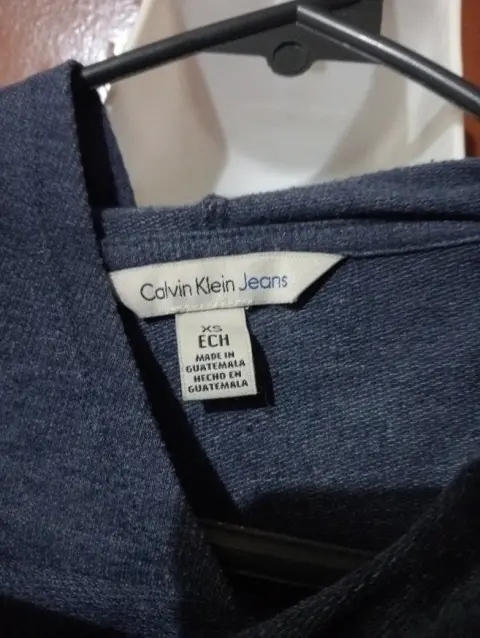 Calvin Klein Jeans
XS
ECH
MADE IN
GUATEMALA
HECHO EN
GUATEMALA